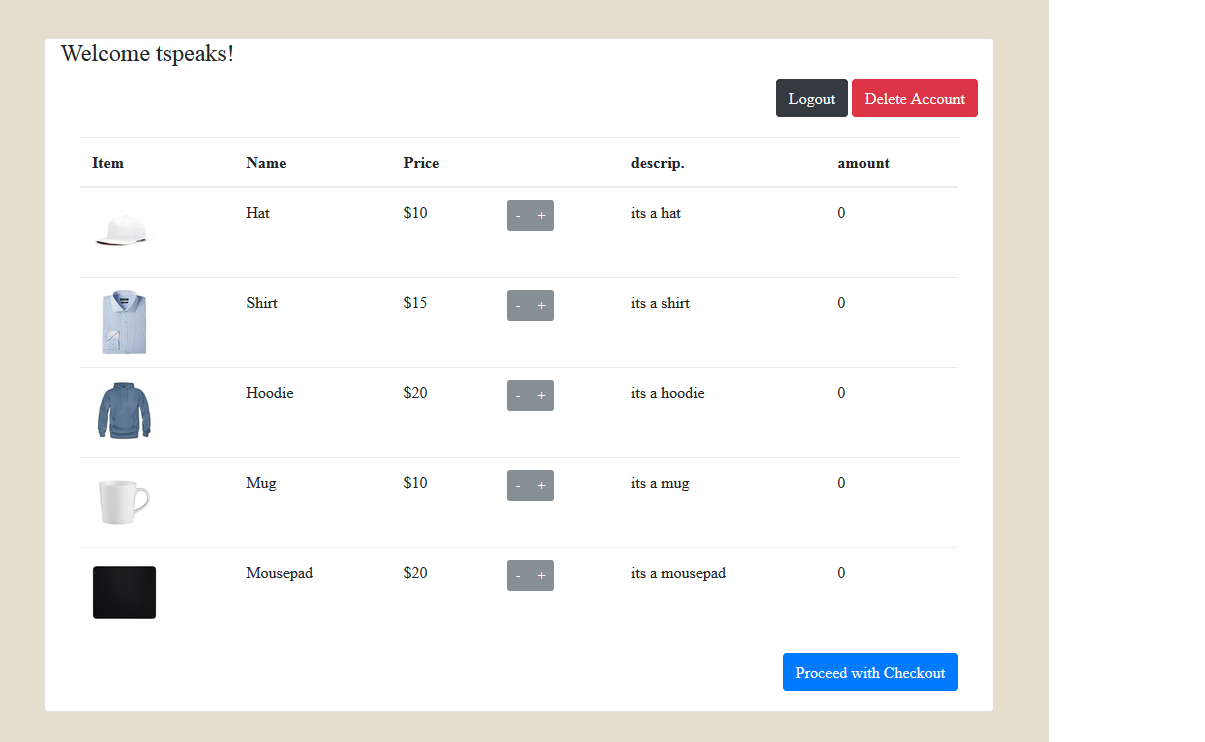 Welcome tspeaks!
Logout Delete Account
Item Name Price descrip. amount
Hat $10 - + its a hat 0
Shirt $15 - + its a shirt 0
Hoodie $20 - + its a hoodie 0
Mug $10 - + its a mug 0
Mousepad $20 - + its a mousepad 0
Proceed with Checkout